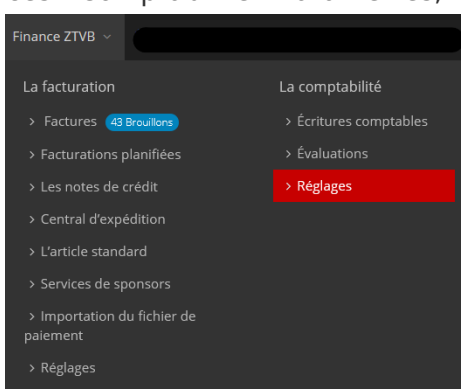 Finance ZTVB
La facturation
> Factures 43 Brouillons
> Facturations planifiées
> Les notes de crédit
> Central d'expédition
> L'article standard
> Services de sponsors
> Importation du fichier de
paiement
> Réglages
La comptabilité
> Écritures comptables
> Évaluations
> Réglages